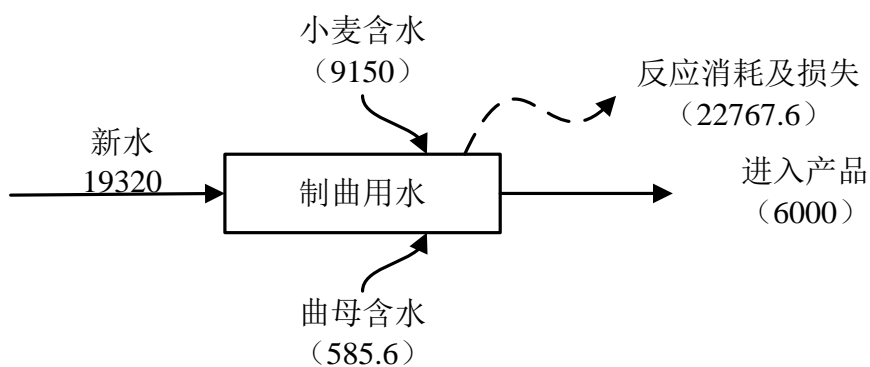 小麦含水
（9150）
反应消耗及损失
（22767.6）
新水
19320
制曲用水
进入产品
（6000）
曲母含水
（585.6）